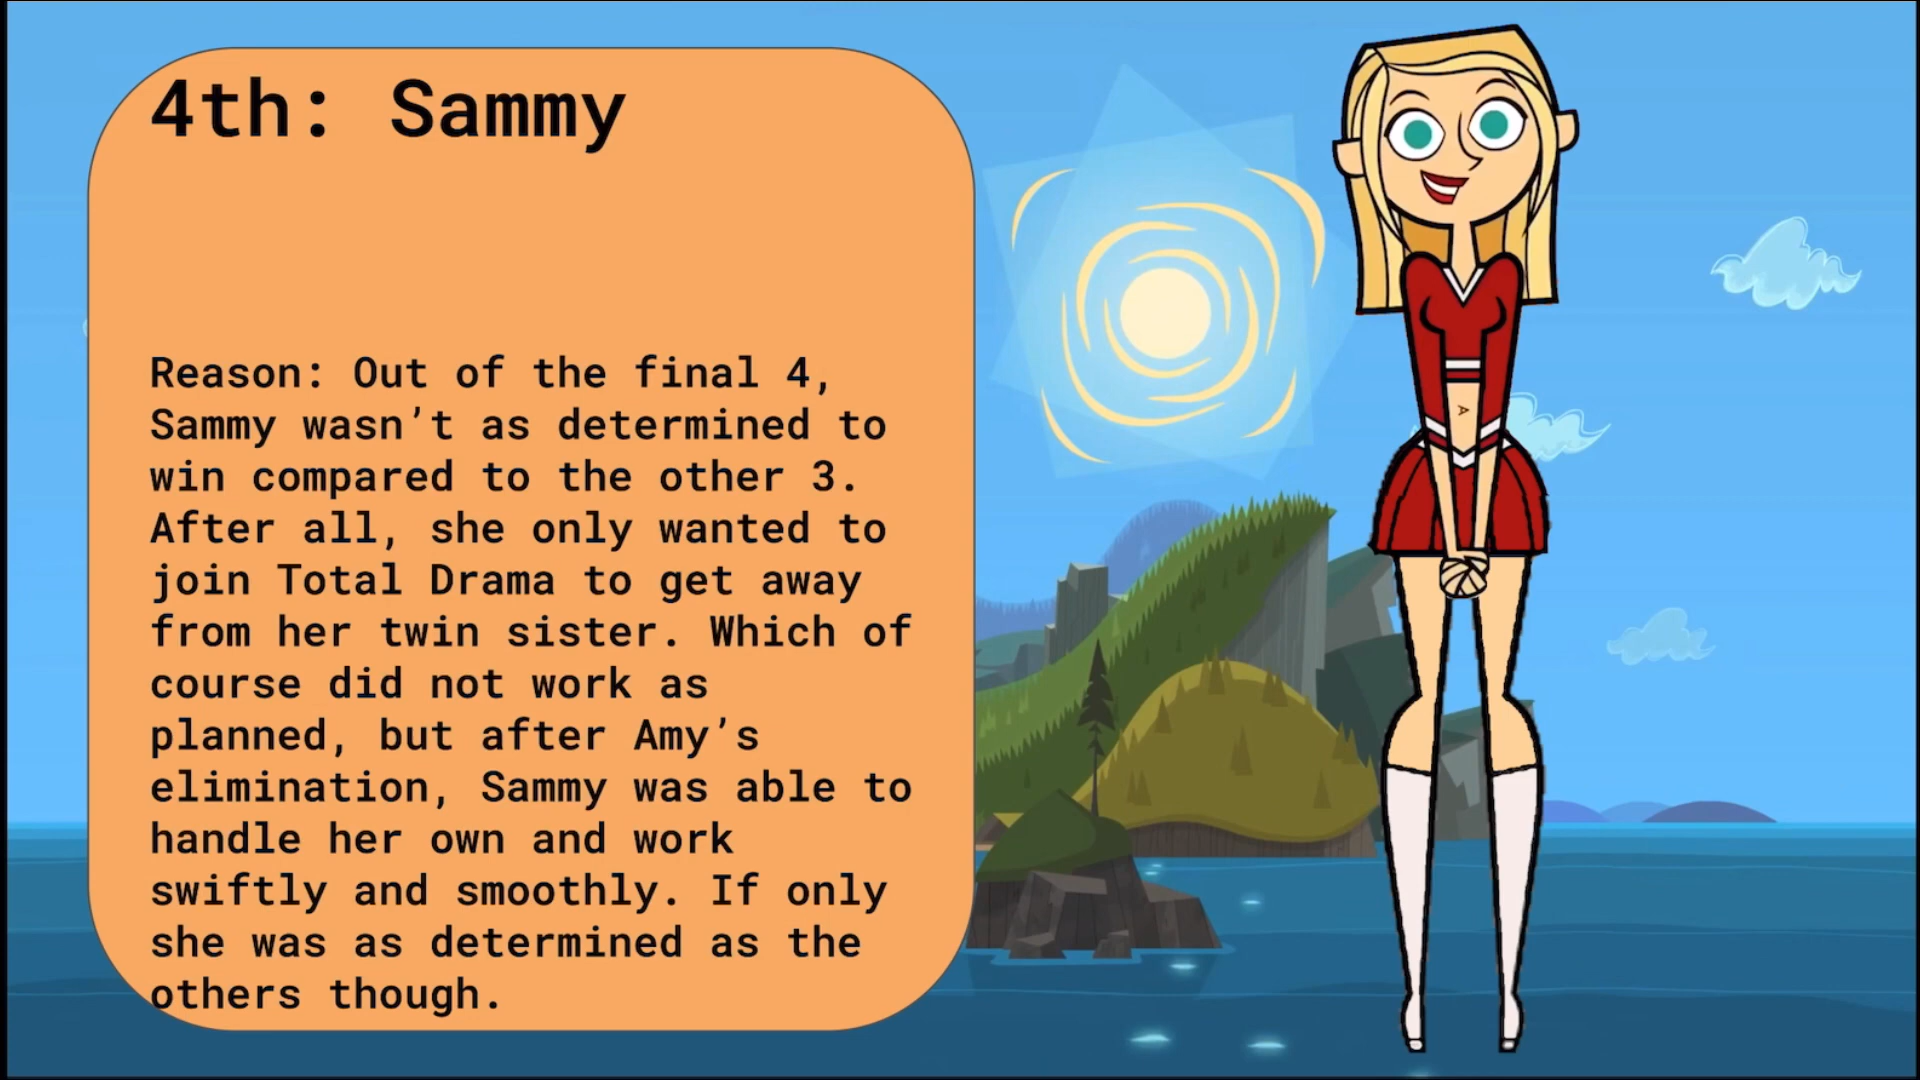 4th: Sammy
Reason: Out of the final 4,
Sammy wasn’t as determined to
win compared to the other 3.
After all, she only wanted to
join Total Drama to get away
from her twin sister. Which of
course did not work as
planned, but after Amy’s
elimination, Sammy was able to
handle her own and work
swiftly and smoothly. If only
she was as determined as the
others though.